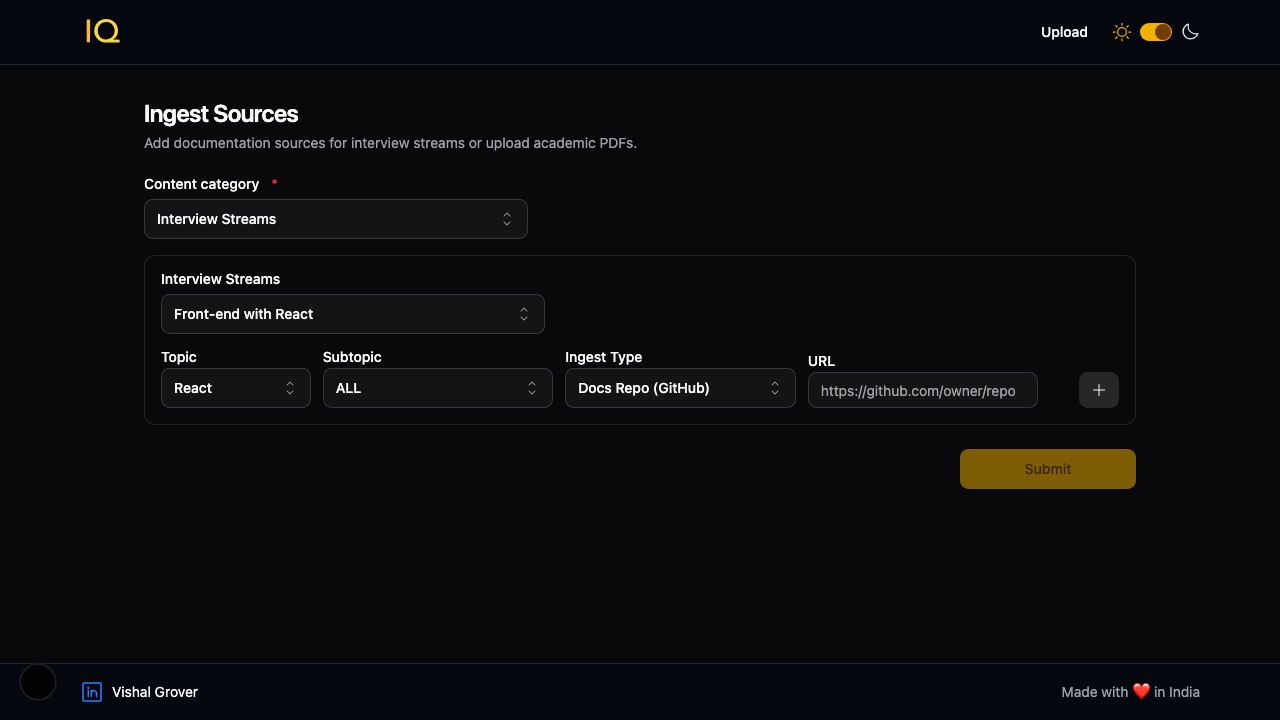 IQ
Upload
Ingest Sources
Add documentation sources for interview streams or upload academic PDFs.
Content category *
Interview Streams
Interview Streams
Front-end with React
Topic Subtopic Ingest Type URL
React ALL Docs Repo (GitHub) https://github.com/owner/repo
Submit
in Vishal Grover
Made with ❤️ in India